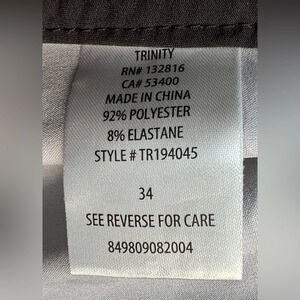 TRINITY
RN# 132816
CA# 53400
MADE IN CHINA
92% POLYESTER
8% ELASTANE
STYLE # TR194045
34
SEE REVERSE FOR CARE
849809082004